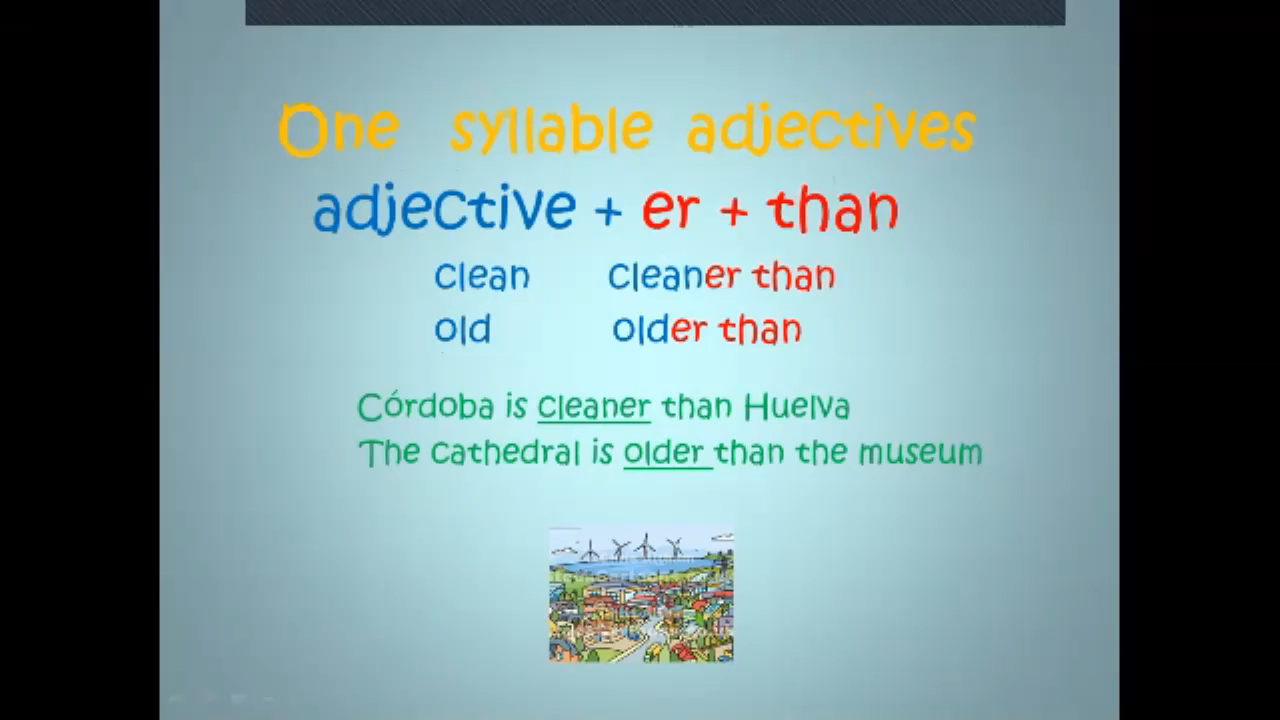 One syllable adjectives
adjective + er + than
clean cleaner than
old older than
Córdoba is cleaner than Huelva
The cathedral is older than the museum